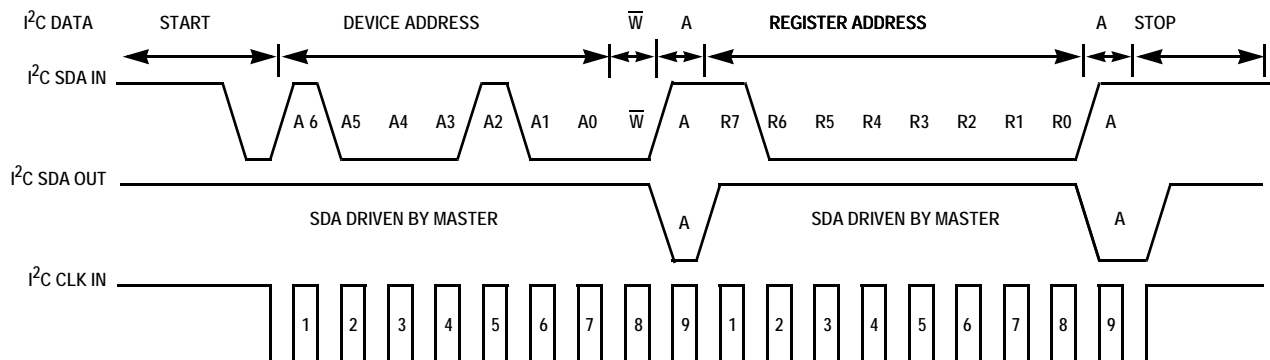 I²C DATA START DEVICE ADDRESS W̅ A REGISTER ADDRESS A STOP
I²C SDA IN
A 6 A5 A4 A3 A2 A1 A0 W̅ A R7 R6 R5 R4 R3 R2 R1 R0 A
I²C SDA OUT
SDA DRIVEN BY MASTER A SDA DRIVEN BY MASTER A
I²C CLK IN
1 2 3 4 5 6 7 8 9 1 2 3 4 5 6 7 8 9